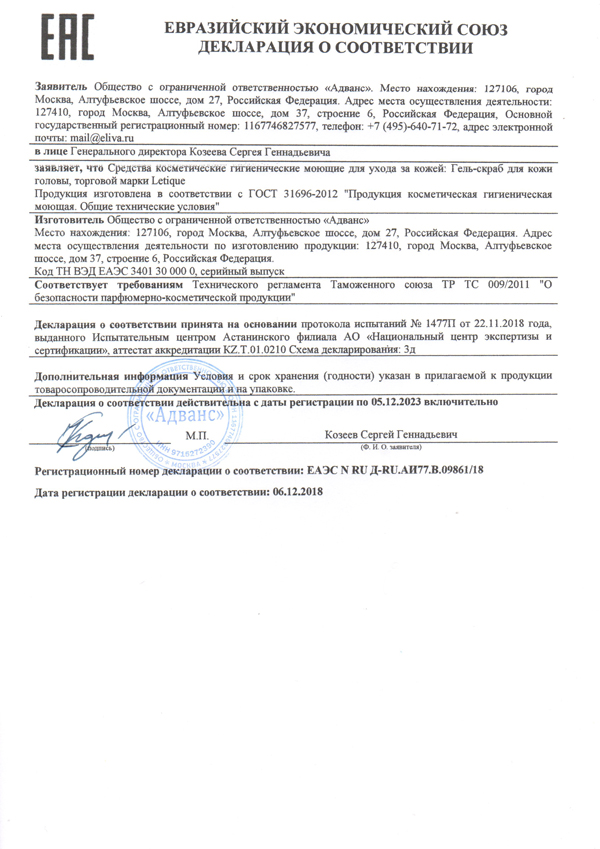 ЕАС
ЕВРАЗИЙСКИЙ ЭКОНОМИЧЕСКИЙ СОЮЗ
ДЕКЛАРАЦИЯ О СООТВЕТСТВИИ
Заявитель Общество с ограниченной ответственностью «Адванс». Место нахождения: 127106, город
Москва, Алтуфьевское шоссе, дом 27, Российская Федерация. Адрес места осуществления деятельности:
127410, город Москва, Алтуфьевское шоссе, дом 37, строение 6, Российская Федерация, Основной
государственный регистрационный номер: 1167746827577, телефон: +7 (495)-640-71-72, адрес электронной
почты: mail@eliva.ru
в лице Генерального директора Козеева Сергея Геннадьевича
заявляет, что Средства косметические гигиенические моющие для ухода за кожей: Гель-скраб для кожи
головы, торговой марки Letique
Продукция изготовлена в соответствии с ГОСТ 31696-2012 "Продукция косметическая гигиеническая
моющая. Общие технические условия"
Изготовитель Общество с ограниченной ответственностью «Адванс»
Место нахождения: 127106, город Москва, Алтуфьевское шоссе, дом 27, Российская Федерация. Адрес
места осуществления деятельности по изготовлению продукции: 127410, город Москва, Алтуфьевское
шоссе, дом 37, строение 6, Российская Федерация.
Код ТН ВЭД ЕАЭС 3401 30 000 0, серийный выпуск
Соответствует требованиям Технического регламента Таможенного союза ТР ТС 009/2011 "О
безопасности парфюмерно-косметической продукции"
Декларация о соответствии принята на основании протокола испытаний № 1477П от 22.11.2018 года,
выданного Испытательным центром Астанинского филиала АО «Национальный центр экспертизы и
сертификации», аттестат аккредитации KZ.T.01.0210 Схема декларирования: 3д
Дополнительная информация Условия и срок хранения (годности) указан в прилагаемой к продукции
товаросопроводительной документации и на упаковке.
Декларация о соответствии действительна с даты регистрации по 05.12.2023 включительно
«Адванс»
ИНН 9716272300
МОСКВА
М.П.
Козеев Сергей Геннадьевич
(подпись)
(Ф. И. О. заявителя)
Регистрационный номер декларации о соответствии: ЕАЭС N RU Д-RU.АИ77.В.09861/18
Дата регистрации декларации о соответствии: 06.12.2018